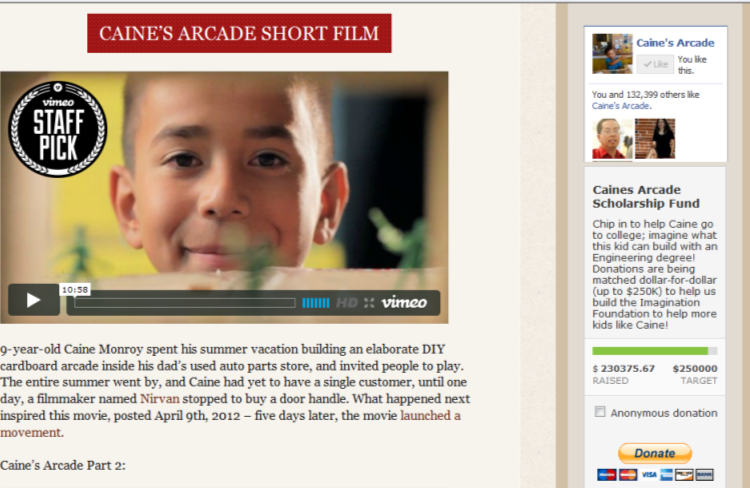 CAINE'S ARCADE SHORT FILM
vimeo
STAFF
PICK
10:58
HD
vimeo
9-year-old Caine Monroy spent his summer vacation building an elaborate DIY
cardboard arcade inside his dad's used auto parts store, and invited people to play.
The entire summer went by, and Caine had yet to have a single customer, until one
day, a filmmaker named Nirvan stopped to buy a door handle. What happened next
inspired this movie, posted April 9th, 2012 – five days later, the movie launched a
movement.
Caine's Arcade Part 2:
Caine's Arcade
Like
You like
this.
You and 132,399 others like
Caine's Arcade.
Caines Arcade
Scholarship Fund
Chip in to help Caine go
to college; imagine what
this kid can build with an
Engineering degree!
Donations are being
matched dollar-for-dollar
(up to $250K) to help us
build the Imagination
Foundation to help more
kids like Caine!
$ 230375.67 $250000
RAISED TARGET
Anonymous donation
Donate
VISA